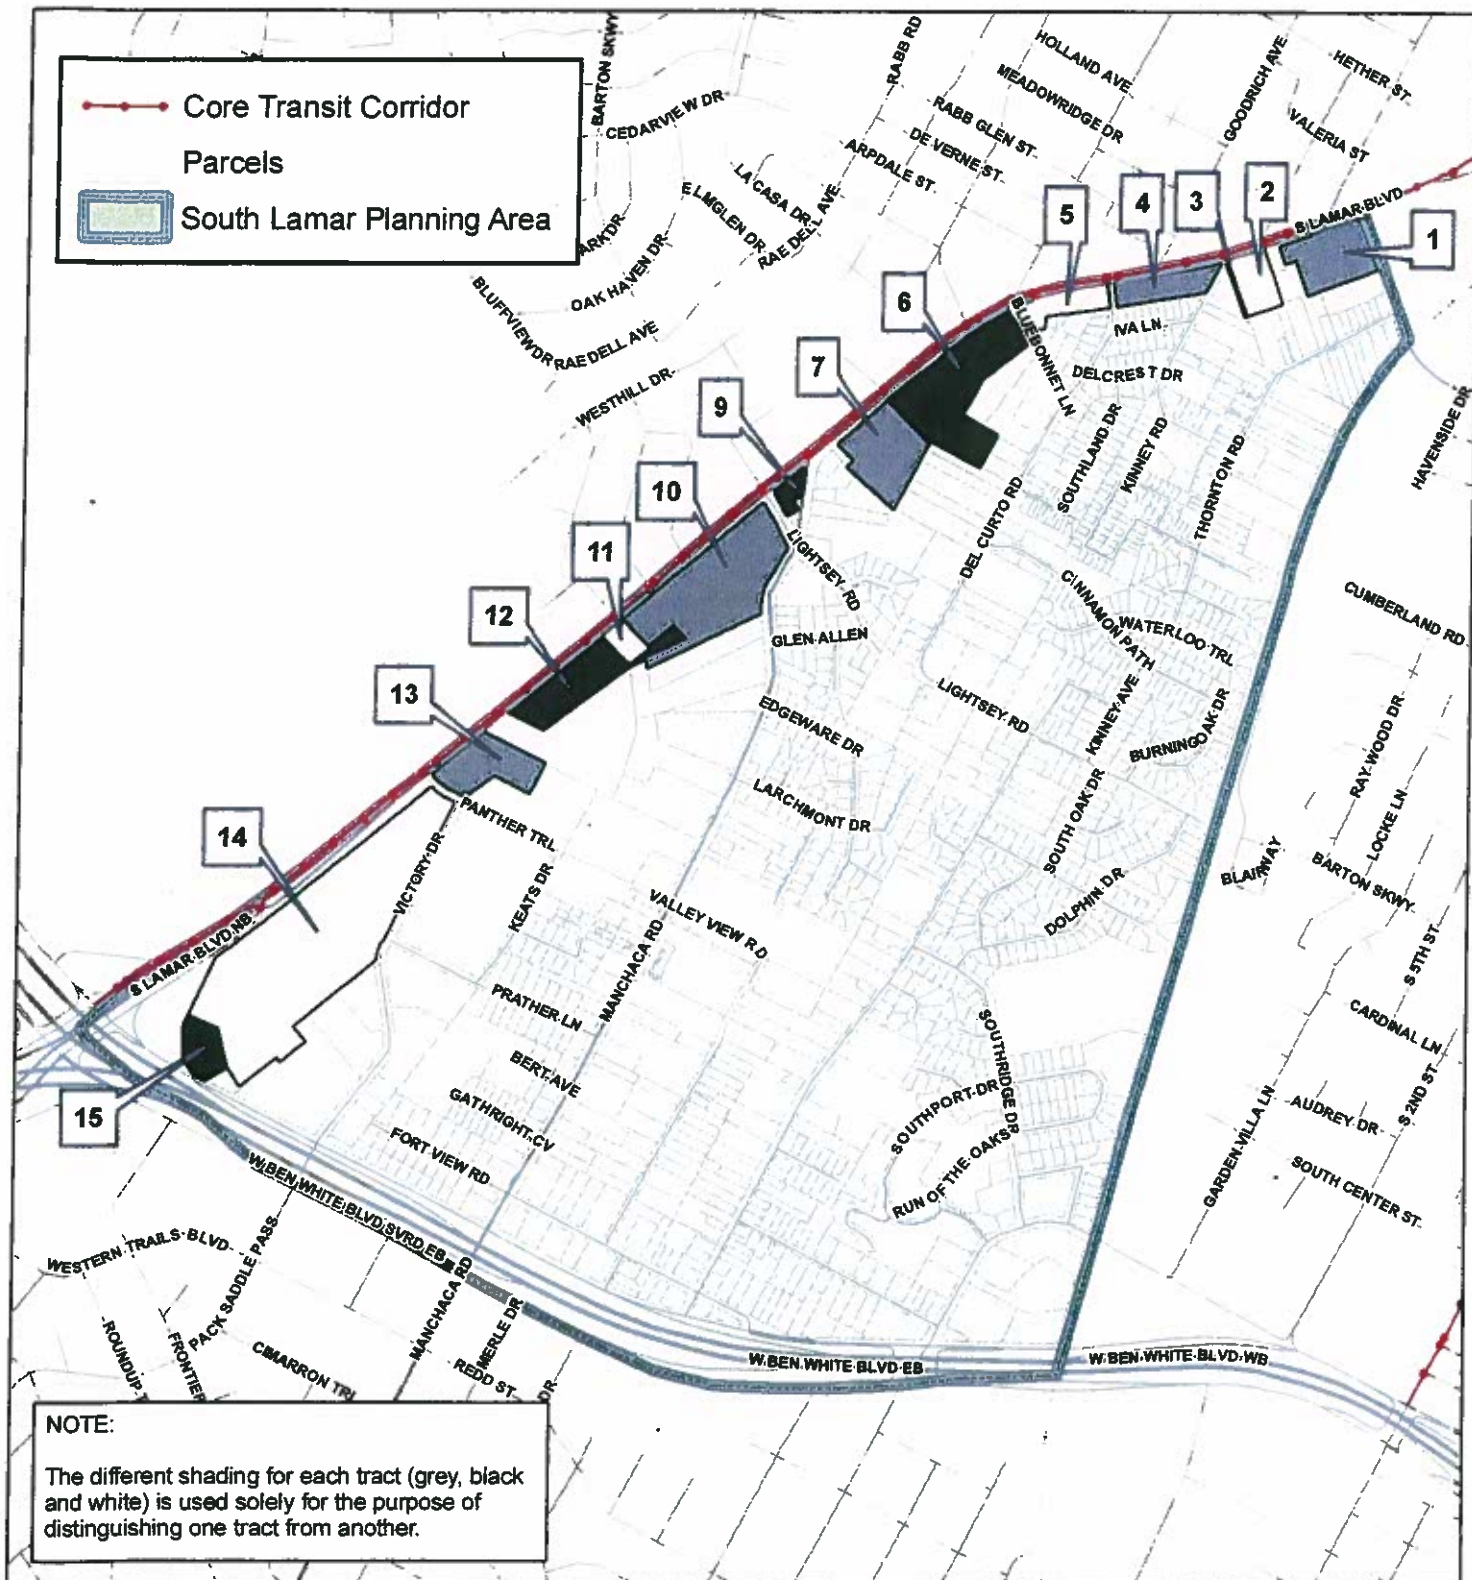 Core Transit Corridor
Parcels
South Lamar Planning Area
BARTON SKWY
CEDARVIEW DR
RABB RD
HOLLAND AVE
MEADOWRIDGE DR
GOODRICH AVE
HETHER ST
VALERIA ST
RABB GLEN ST
DE VERNE ST
ARPDALE ST
LA CASA DR
ELMGLEN DR
RAE DELL AVE
ARK DR
OAK HAVEN DR
BLUFFVIEW DR
RAE DELL AVE
WESTHILL DR
S LAMAR BLVD
1
2
3
4
5
6
7
9
10
11
12
13
14
15
BLUEBONNET LN
IVA LN
DELCREST DR
SOUTHLAND DR
KINNEY RD
THORNTON RD
HAVENSIDE DR
DEL CURTO RD
LIGHTSEY RD
CINNAMON PATH
WATERLOO TRL
CUMBERLAND RD
GLEN ALLEN
LIGHTSEY RD
KINNEY AVE
BURNING OAK DR
RAY WOOD DR
EDGEWARE DR
LARCHMONT DR
SOUTH OAK DR
LOCKE LN
PANTHER TRL
VICTORY DR
KEATS DR
VALLEY VIEW RD
DOLPHIN DR
BLAIRWAY
BARTON SKWY
S 5TH ST
S LAMAR BLVD NB
MANCHACA RD
PRATHER LN
BERT AVE
GATHRIGHT CV
FORT VIEW RD
SOUTHRIDGE DR
SOUTHPORT DR
RUN OF THE OAKS
CARDINAL LN
S 2ND ST
AUDREY DR
GARDEN VILLA LN
SOUTH CENTER ST
W BEN WHITE BLVD SVRD EB
WESTERN TRAILS BLVD
PACK SADDLE PASS
MANCHACA RD
MERLE DR
W BEN WHITE BLVD EB
W BEN WHITE BLVD WB
ROUNDUP
FRONTIER
CIMARRON TRL
REDD ST
DR
NOTE:
The different shading for each tract (grey, black
and white) is used solely for the purpose of
distinguishing one tract from another.